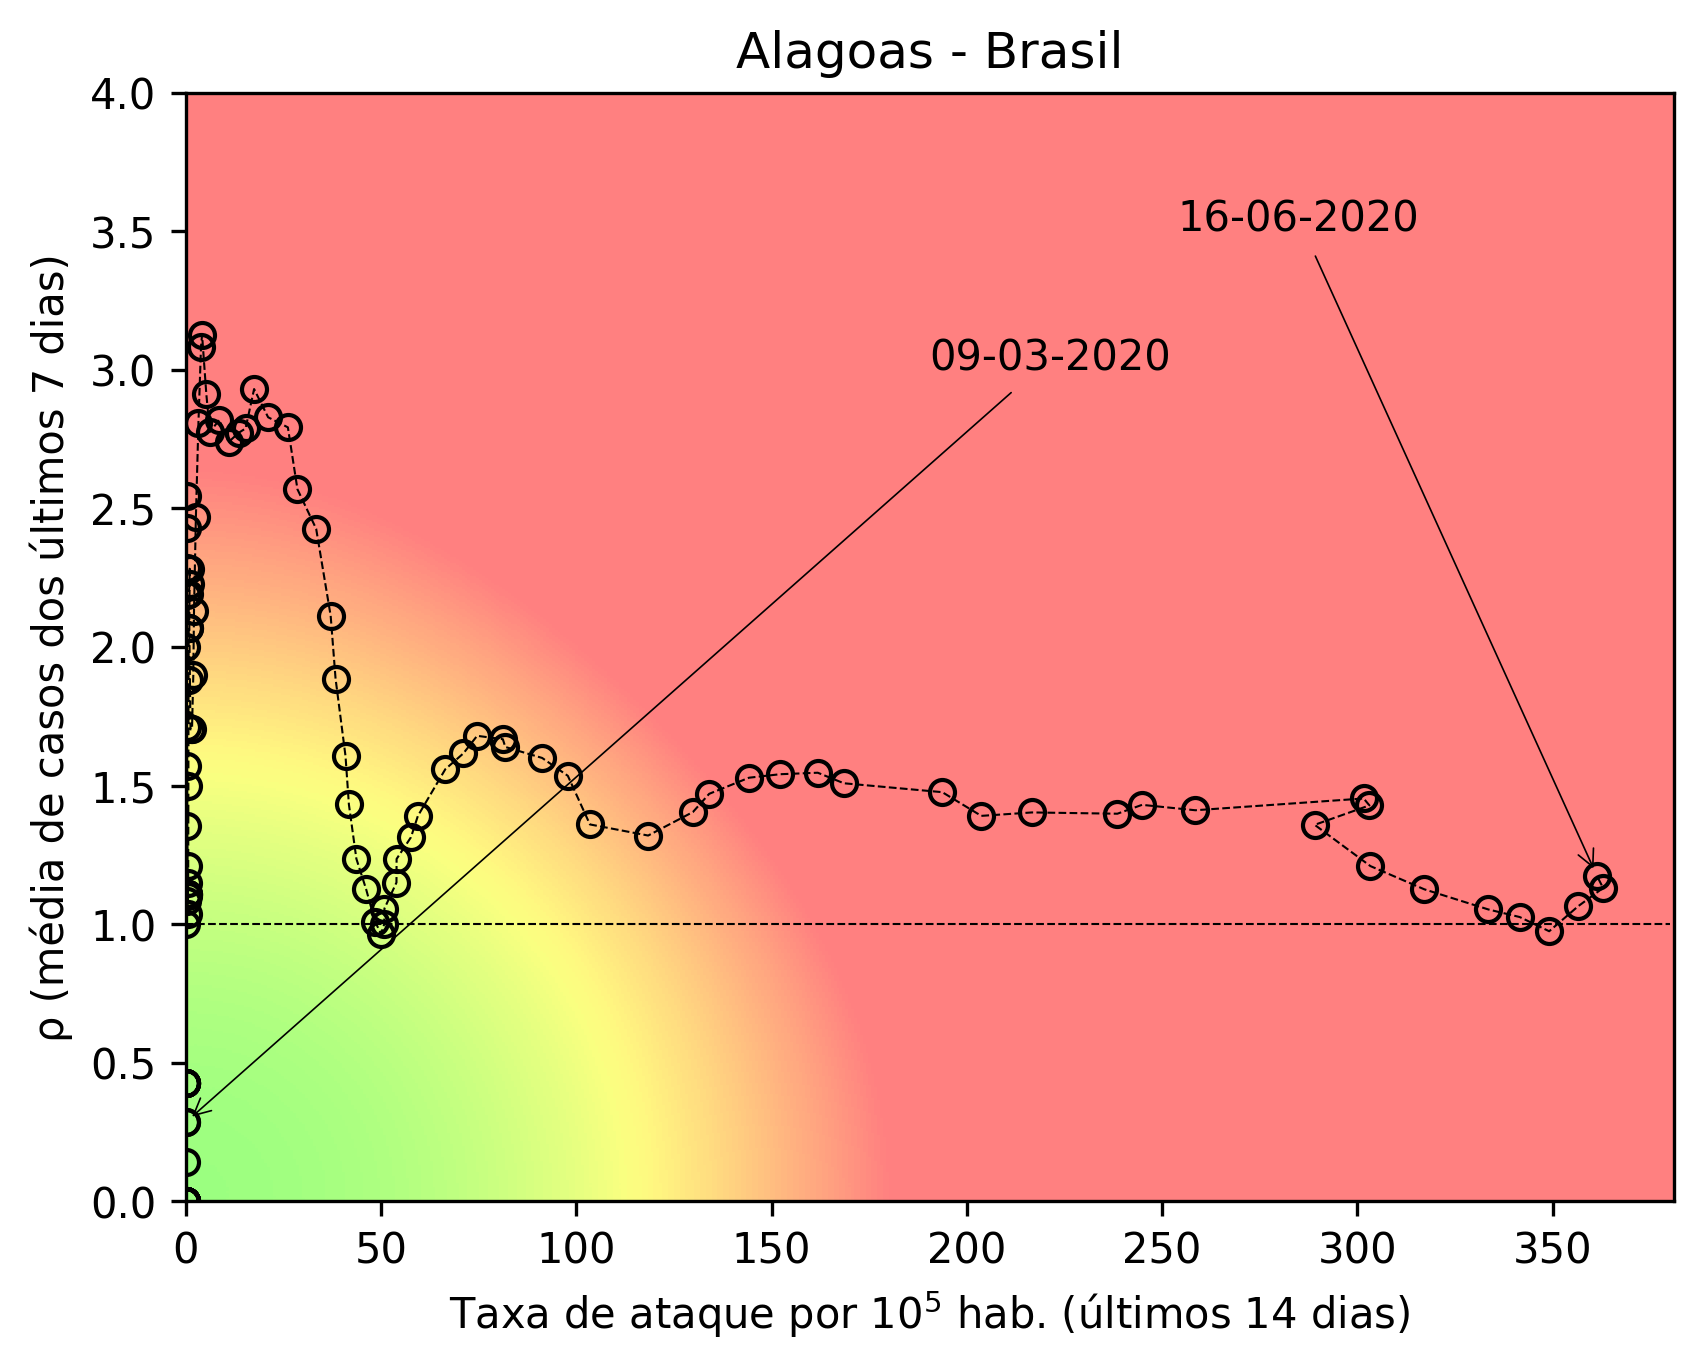 Alagoas - Brasil
4.0
3.5
3.0
2.5
2.0
1.5
1.0
0.5
0.0
ρ (média de casos dos últimos 7 dias)
16-06-2020
09-03-2020
0 50 100 150 200 250 300 350
Taxa de ataque por 10⁵ hab. (últimos 14 dias)